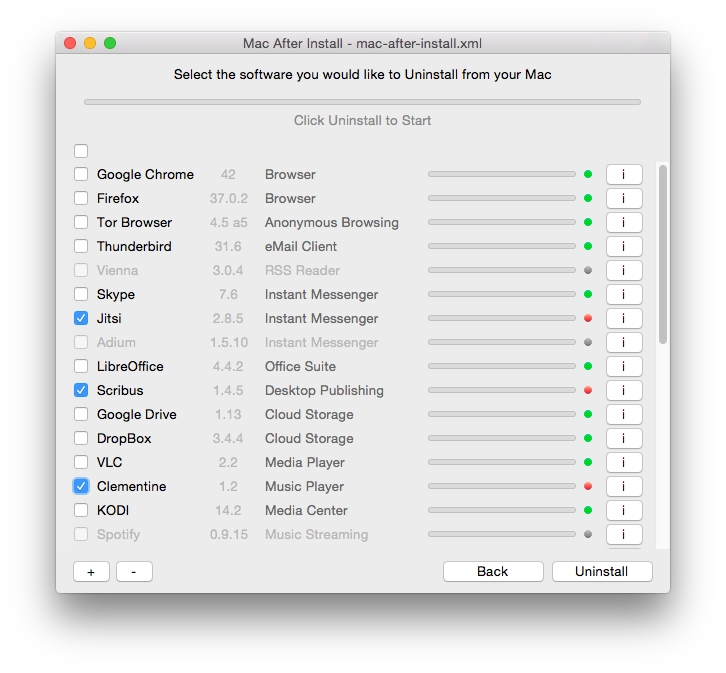 Mac After Install - mac-after-install.xml
Select the software you would like to Uninstall from your Mac
Click Uninstall to Start
Google Chrome 42 Browser i
Firefox 37.0.2 Browser i
Tor Browser 4.5 a5 Anonymous Browsing i
Thunderbird 31.6 eMail Client i
Vienna 3.0.4 RSS Reader i
Skype 7.6 Instant Messenger i
Jitsi 2.8.5 Instant Messenger i
Adium 1.5.10 Instant Messenger i
LibreOffice 4.4.2 Office Suite i
Scribus 1.4.5 Desktop Publishing i
Google Drive 1.13 Cloud Storage i
DropBox 3.4.4 Cloud Storage i
VLC 2.2 Media Player i
Clementine 1.2 Music Player i
KODI 14.2 Media Center i
Spotify 0.9.15 Music Streaming i
+ - Back Uninstall